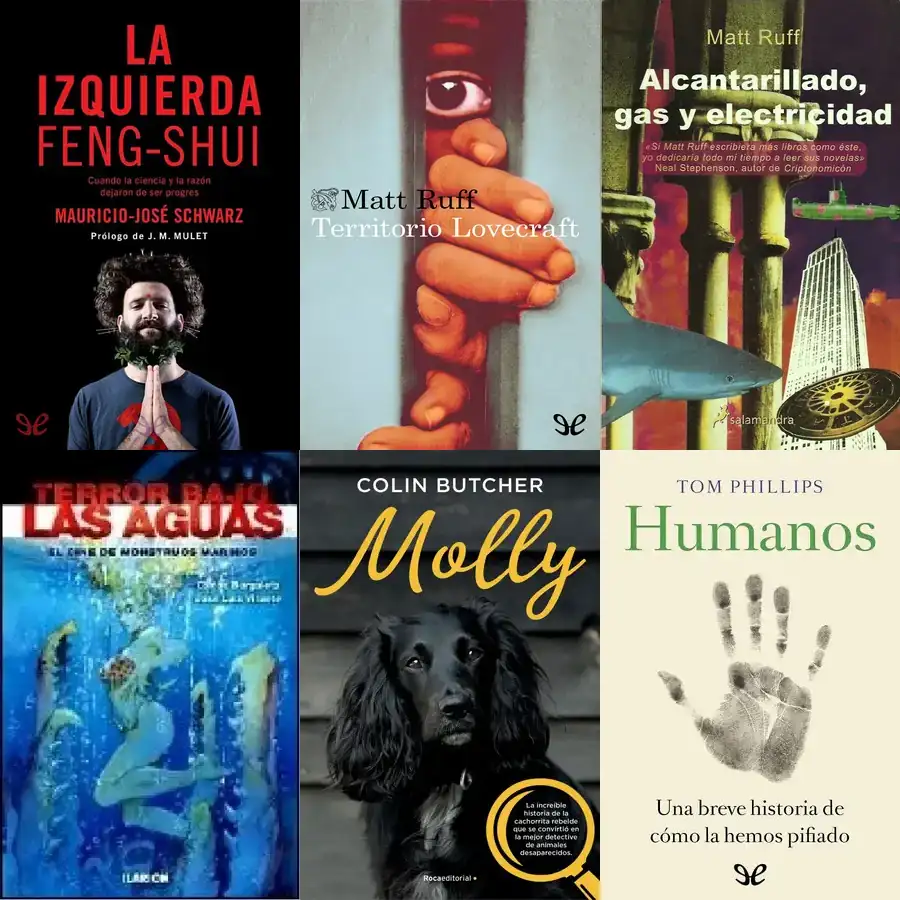 LA
IZQUIERDA
FENG-SHUI
Cuando la ciencia y la razón
dejaron de ser progres
MAURICIO-JOSÉ SCHWARZ
Prólogo de J. M. MULET
Matt Ruff
Territorio Lovecraft
Matt Ruff
Alcantarillado,
gas y electricidad
«Si Matt Ruff escribiera más libros como éste,
yo dedicaría todo mi tiempo a leer sus novelas»
Neal Stephenson, autor de Criptonomicón
salamandra
TERROR BAJO
LAS AGUAS
EL CINE DE MONSTRUOS MARINOS
COLIN BUTCHER
Molly
La increíble
historia de la
cachorrita rebelde
que se convirtió en
la mejor detective
de animales
desaparecidos.
Rocaeditorial
TOM PHILLIPS
Humanos
Una breve historia de
cómo la hemos pifiado